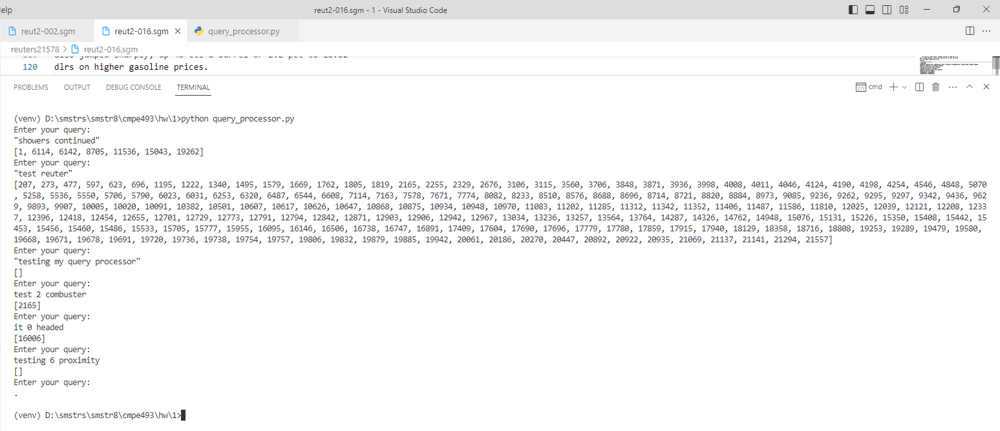 elp
reut2-016.sgm - 1 - Visual Studio Code
reut2-002.sgm reut2-016.sgm query_processor.py
reuters21578 > reut2-016.sgm
120 dlrs on higher gasoline prices.
PROBLEMS OUTPUT DEBUG CONSOLE TERMINAL
cmd
(venv) D:\smstrs\smstr8\cmpe493\hw\1>python query_processor.py
Enter your query:
"showers continued"
[1, 6114, 6142, 8705, 11536, 15043, 19262]
Enter your query:
"test reuter"
[207, 273, 477, 597, 623, 696, 1195, 1222, 1340, 1495, 1579, 1669, 1762, 1805, 1819, 2165, 2255, 2329, 2676, 3106, 3115, 3560, 3706, 3848, 3871, 3936, 3998, 4008, 4011, 4046, 4124, 4190, 4198, 4254, 4546, 4848, 5070
, 5258, 5536, 5550, 5706, 5790, 6023, 6031, 6253, 6320, 6487, 6544, 6608, 7114, 7163, 7578, 7671, 7774, 8082, 8233, 8510, 8576, 8688, 8696, 8714, 8721, 8820, 8884, 8973, 9085, 9236, 9262, 9295, 9297, 9342, 9436, 962
9, 9893, 9907, 10005, 10020, 10091, 10382, 10501, 10607, 10617, 10626, 10647, 10868, 10875, 10934, 10948, 10970, 11083, 11202, 11285, 11312, 11342, 11352, 11406, 11487, 11586, 11810, 12025, 12039, 12121, 12208, 1233
7, 12396, 12418, 12454, 12655, 12701, 12729, 12773, 12791, 12794, 12842, 12871, 12903, 12906, 12942, 12967, 13034, 13236, 13257, 13564, 13764, 14287, 14326, 14762, 14948, 15076, 15131, 15226, 15350, 15408, 15442, 15
453, 15456, 15460, 15486, 15533, 15705, 15777, 15955, 16095, 16146, 16506, 16738, 16747, 16891, 17409, 17604, 17690, 17696, 17779, 17780, 17859, 17915, 17940, 18129, 18358, 18716, 18808, 19253, 19289, 19479, 19580,
19668, 19671, 19678, 19691, 19720, 19736, 19738, 19754, 19757, 19806, 19832, 19879, 19885, 19942, 20061, 20186, 20270, 20447, 20892, 20922, 20935, 21069, 21137, 21141, 21294, 21557]
Enter your query:
"testing my query processor"
[]
Enter your query:
test 2 combuster
[2165]
Enter your query:
it 0 headed
[16006]
Enter your query:
testing 6 proximity
[]
Enter your query:
.
(venv) D:\smstrs\smstr8\cmpe493\hw\1>